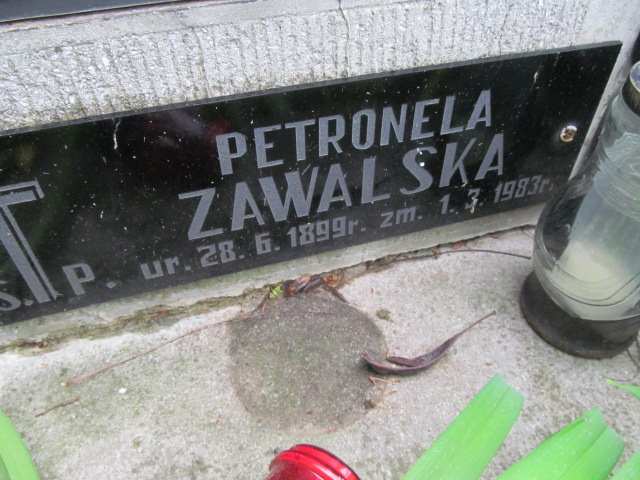 PETRONELA
ZAWALSKA
ś. P. ur. 28. 6. 1899r. zm. 1. 3. 1983r.